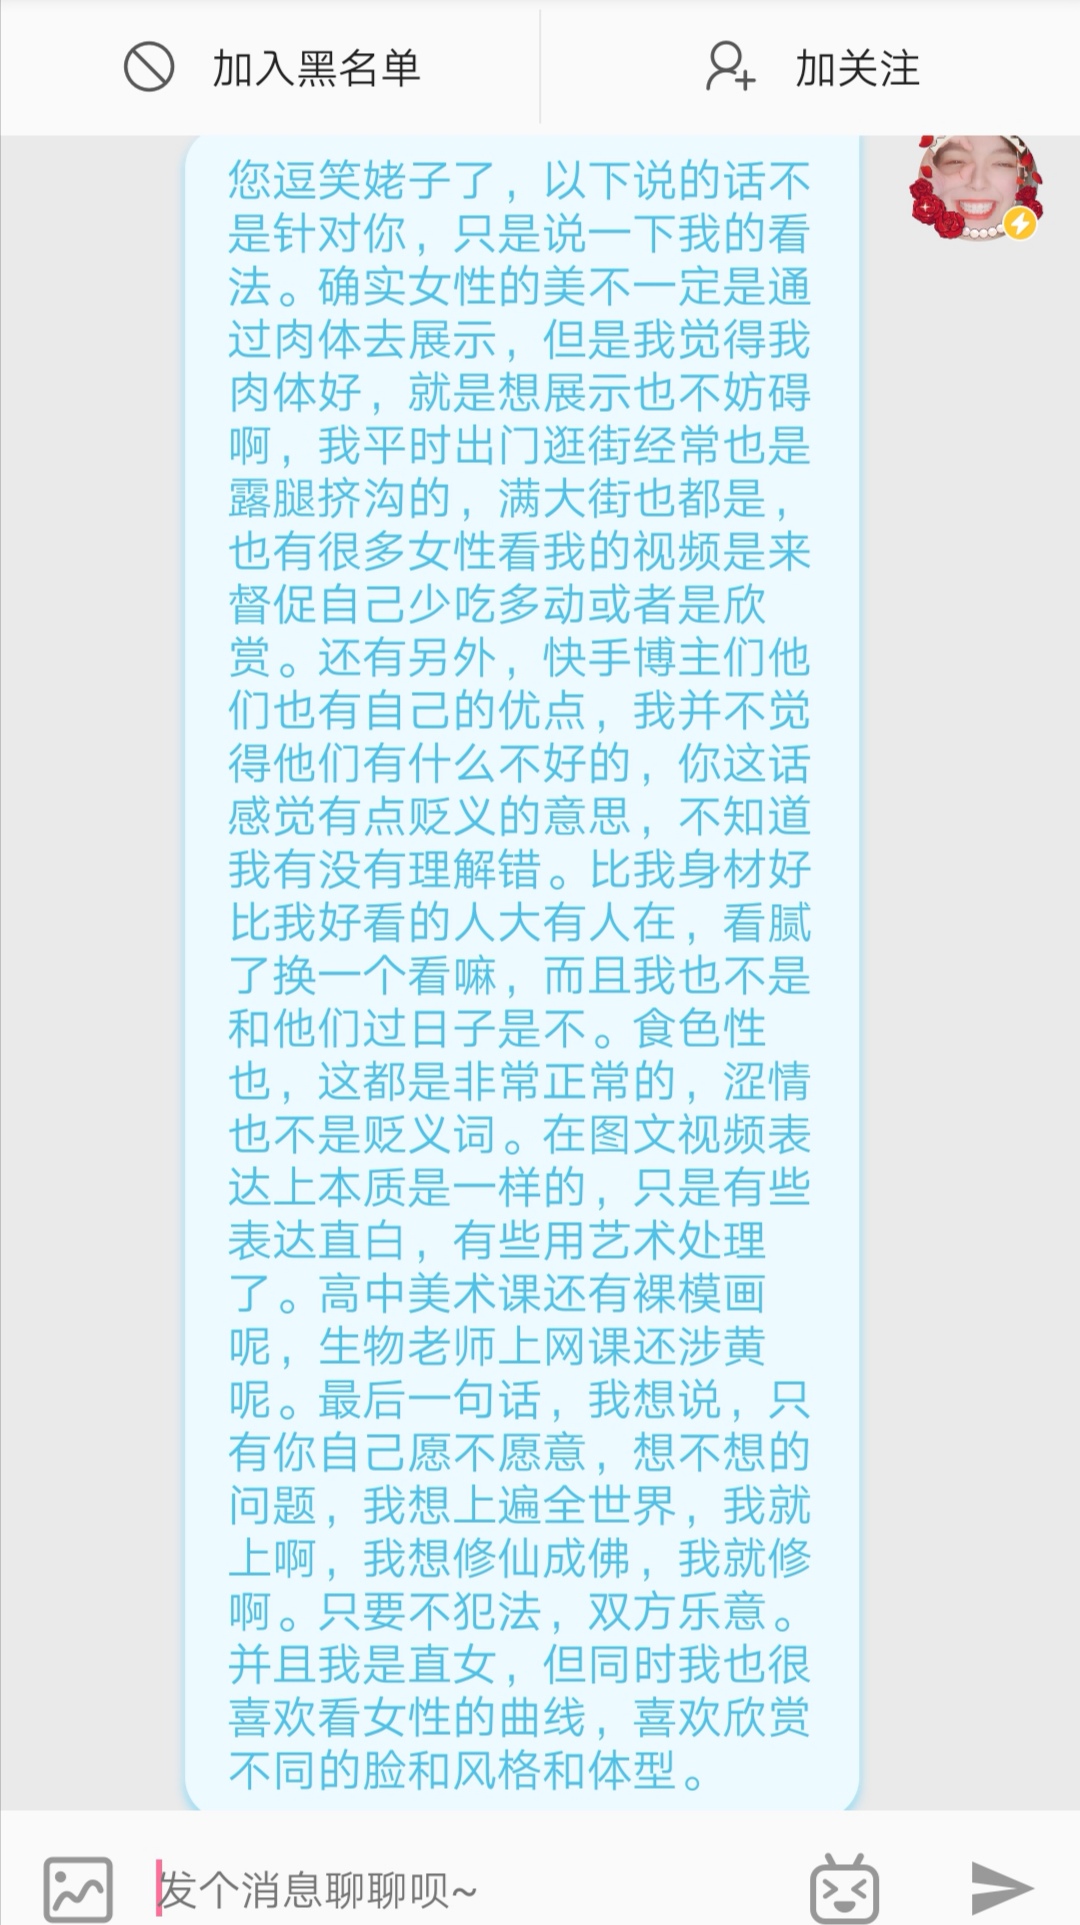 加入黑名单
加关注
您逗笑姥子了，以下说的话不
是针对你，只是说一下我的看
法。确实女性的美不一定是通
过肉体去展示，但是我觉得我
肉体好，就是想展示也不妨碍
啊，我平时出门逛街经常也是
露腿挤沟的，满大街也都是，
也有很多女性看我的视频是来
督促自己少吃多动或者是欣
赏。还有另外，快手博主们他
们也有自己的优点，我并不觉
得他们有什么不好的，你这话
感觉有点贬义的意思，不知道
我有没有理解错。比我身材好
比我好看的人大有人在，看腻
了换一个看嘛，而且我也不是
和他们过日子是不。食色性
也，这都是非常正常的，涩情
也不是贬义词。在图文视频表
达上本质是一样的，只是有些
表达直白，有些用艺术处理
了。高中美术课还有裸模画
呢，生物老师上网课还涉黄
呢。最后一句话，我想说，只
有你自己愿不愿意，想不想的
问题，我想上遍全世界，我就
上啊，我想修仙成佛，我就修
啊。只要不犯法，双方乐意。
并且我是直女，但同时我也很
喜欢看女性的曲线，喜欢欣赏
不同的脸和风格和体型。
发个消息聊聊呗~